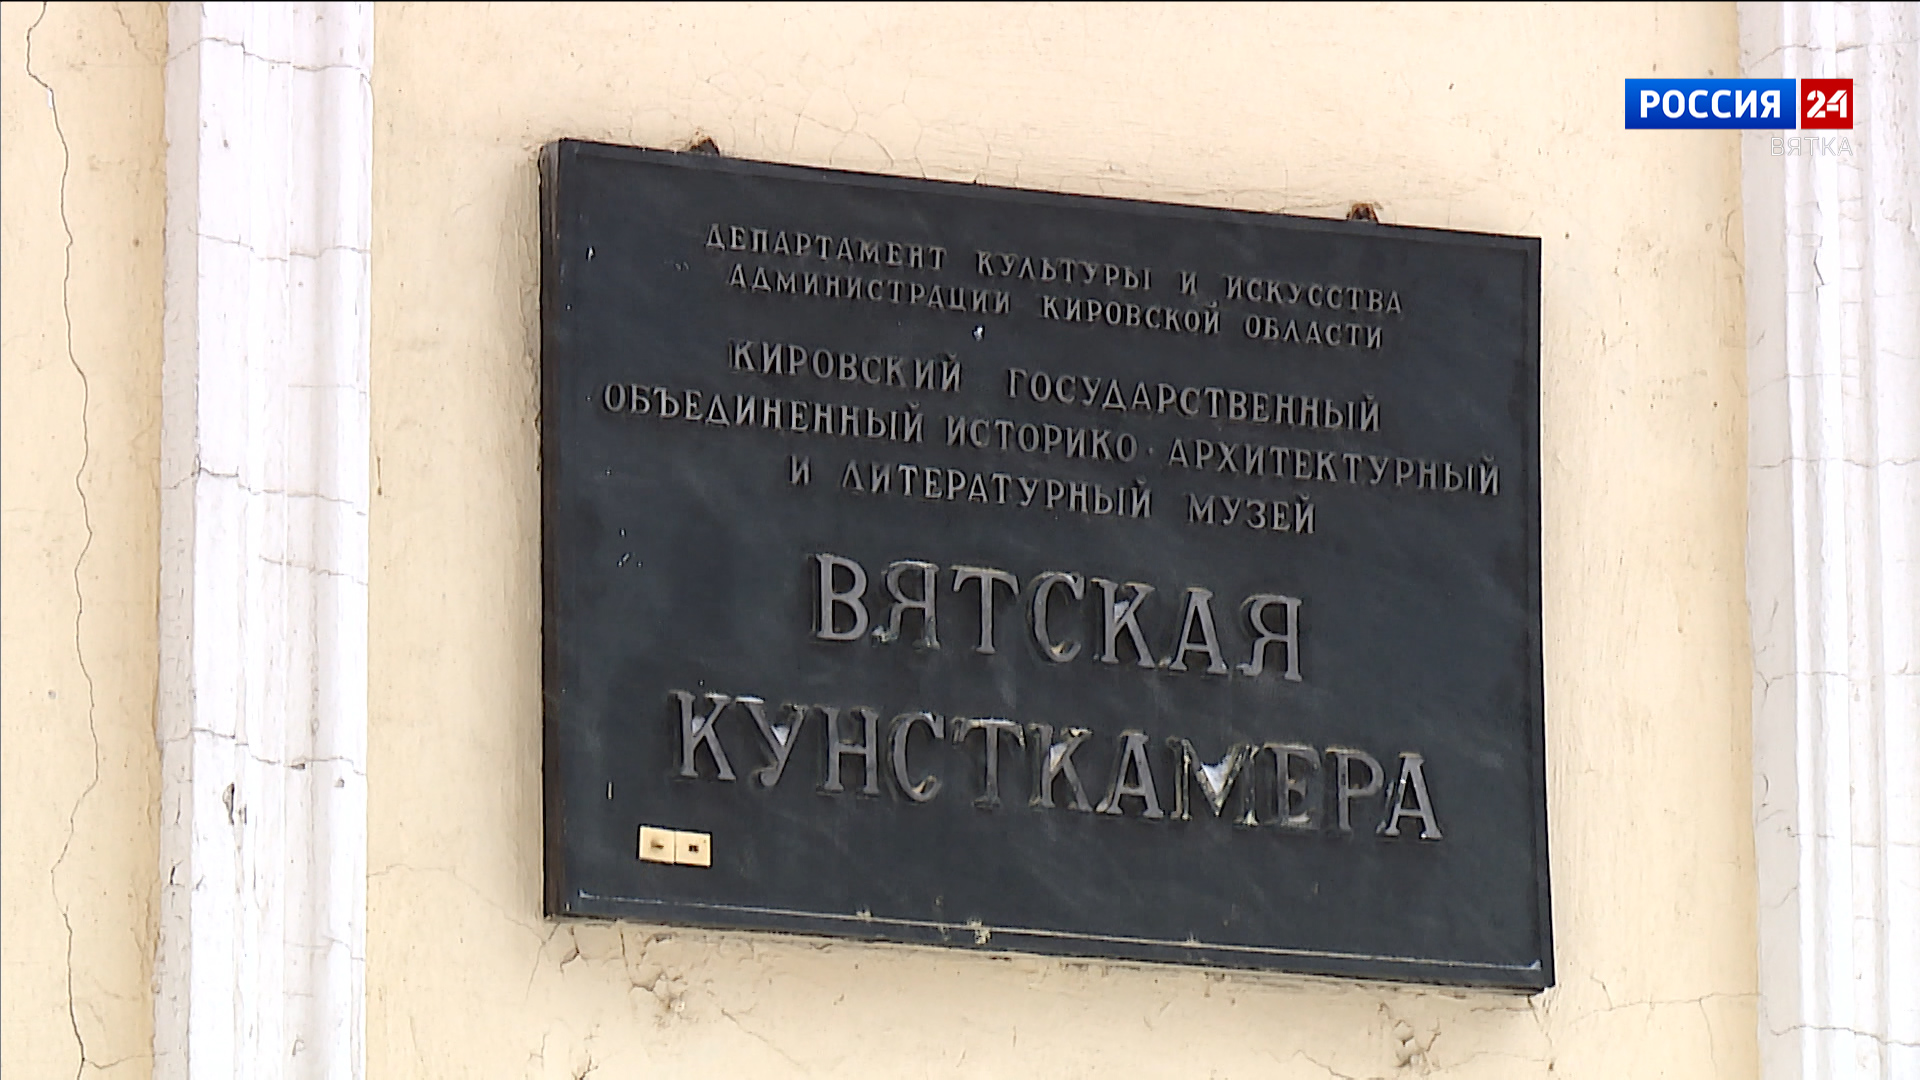 РОССИЯ 24
ВЯТКА
ДЕПАРТАМЕНТ КУЛЬТУРЫ И ИСКУССТВА
АДМИНИСТРАЦИИ КИРОВСКОЙ ОБЛАСТИ
КИРОВСКИЙ ГОСУДАРСТВЕННЫЙ
ОБЪЕДИНЕННЫЙ ИСТОРИКО-АРХИТЕКТУРНЫЙ
И ЛИТЕРАТУРНЫЙ МУЗЕЙ
ВЯТСКАЯ
КУНСТКАМЕРА